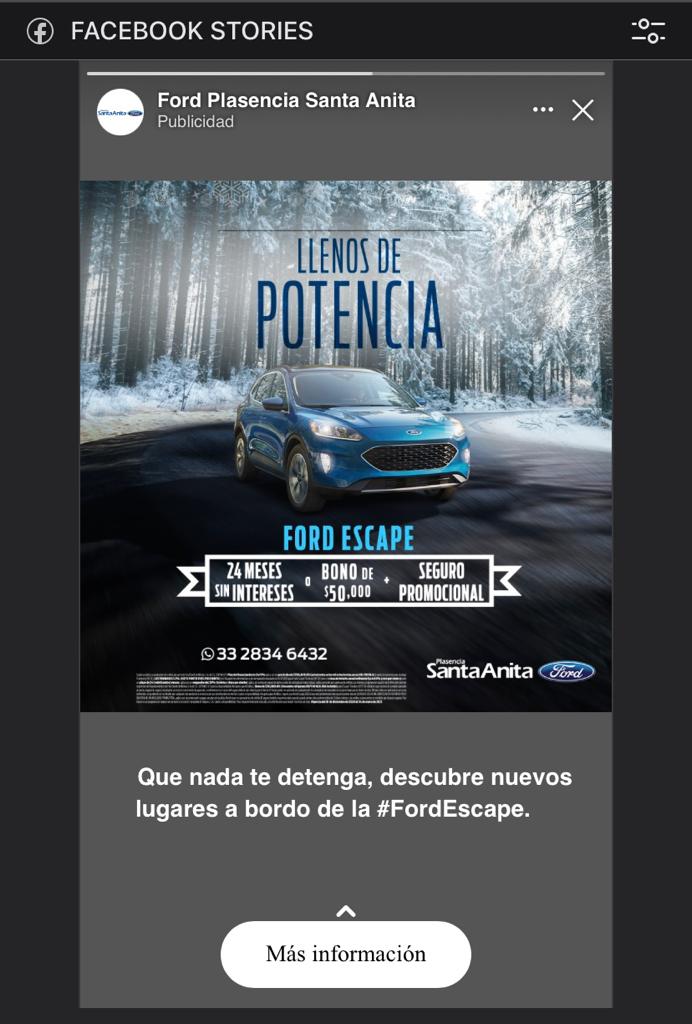 FACEBOOK STORIES
Ford Plasencia Santa Anita
Publicidad
LLENOS DE
POTENCIA
FORD ESCAPE
24 MESES
SIN INTERESES
o
BONO DE
$50,000
+
SEGURO
PROMOCIONAL
33 2834 6432
Plasencia
SantaAnita Ford
Que nada te detenga, descubre nuevos
lugares a bordo de la #FordEscape.
Más información